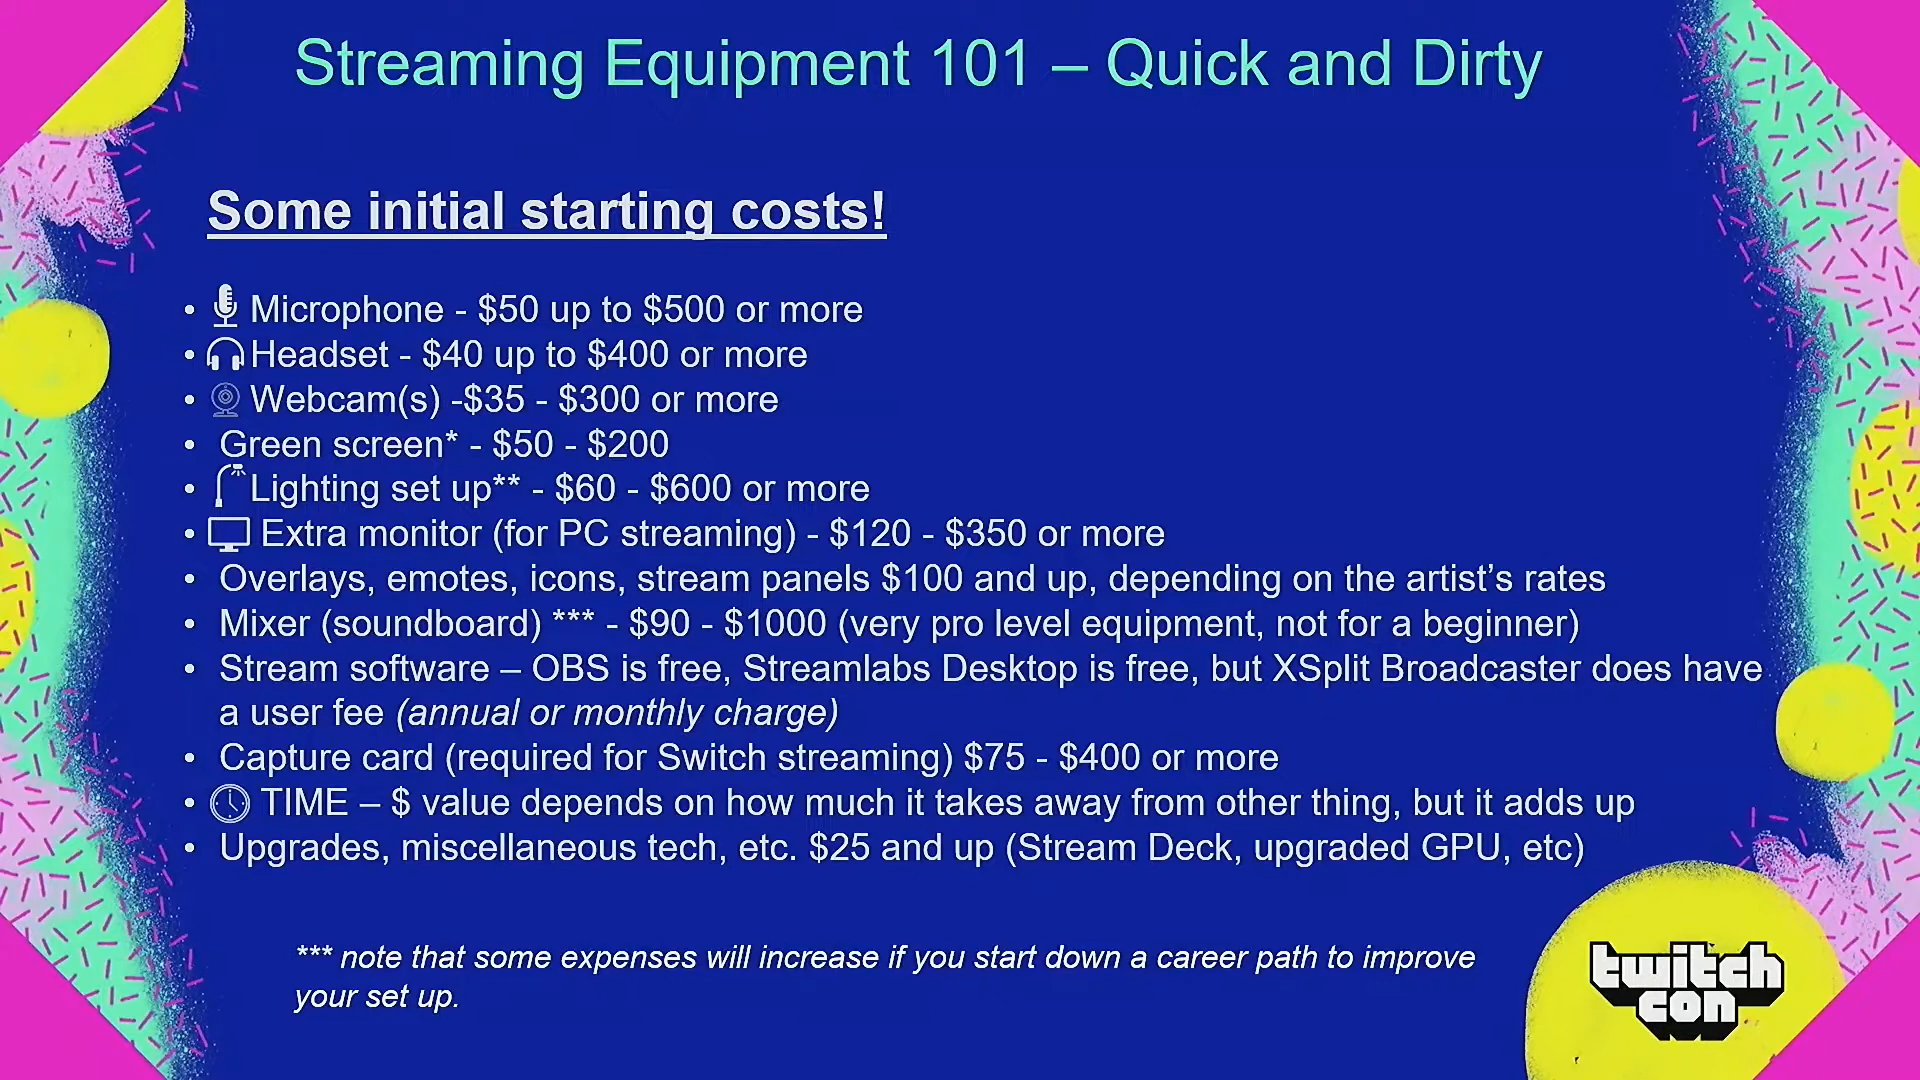 Streaming Equipment 101 – Quick and Dirty
Some initial starting costs!
• Microphone - $50 up to $500 or more
• Headset - $40 up to $400 or more
• Webcam(s) -$35 - $300 or more
• Green screen* - $50 - $200
• Lighting set up** - $60 - $600 or more
• Extra monitor (for PC streaming) - $120 - $350 or more
• Overlays, emotes, icons, stream panels $100 and up, depending on the artist’s rates
• Mixer (soundboard) *** - $90 - $1000 (very pro level equipment, not for a beginner)
• Stream software – OBS is free, Streamlabs Desktop is free, but XSplit Broadcaster does have
a user fee (annual or monthly charge)
• Capture card (required for Switch streaming) $75 - $400 or more
• TIME – $ value depends on how much it takes away from other thing, but it adds up
• Upgrades, miscellaneous tech, etc. $25 and up (Stream Deck, upgraded GPU, etc)
*** note that some expenses will increase if you start down a career path to improve
your set up.
twitch
con